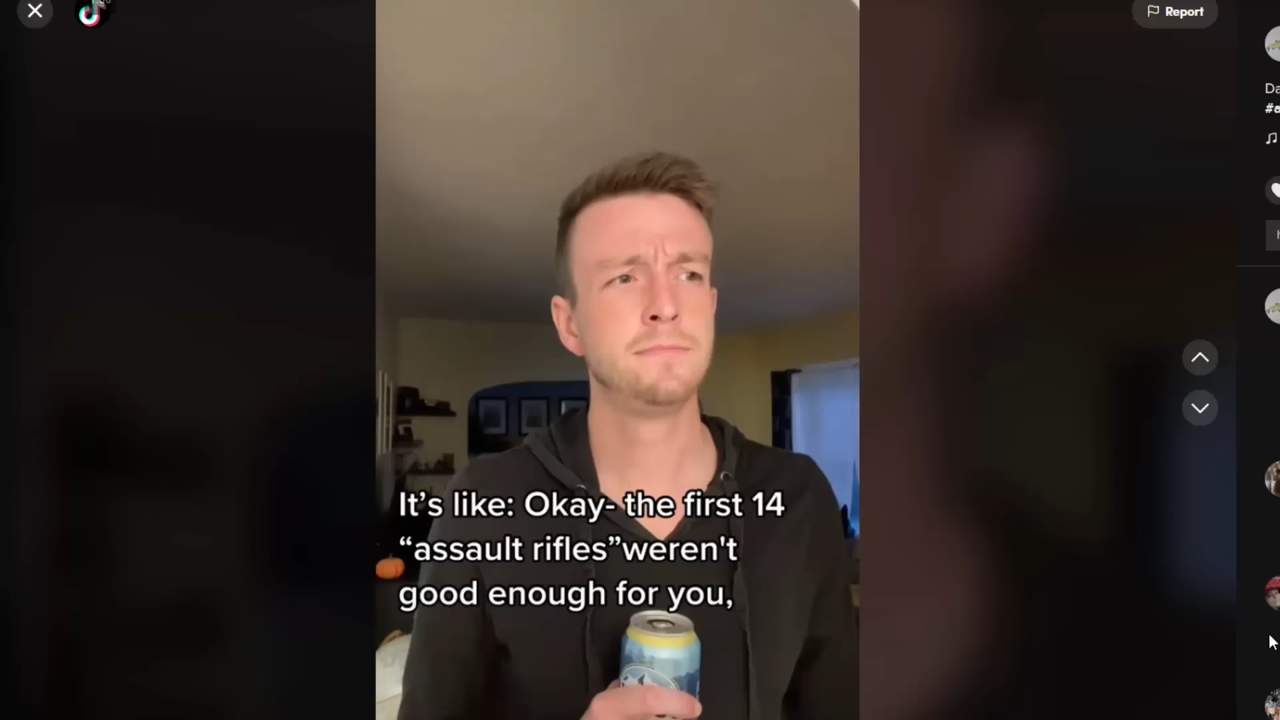 Report
It's like: Okay- the first 14
“assault rifles”weren't
good enough for you,